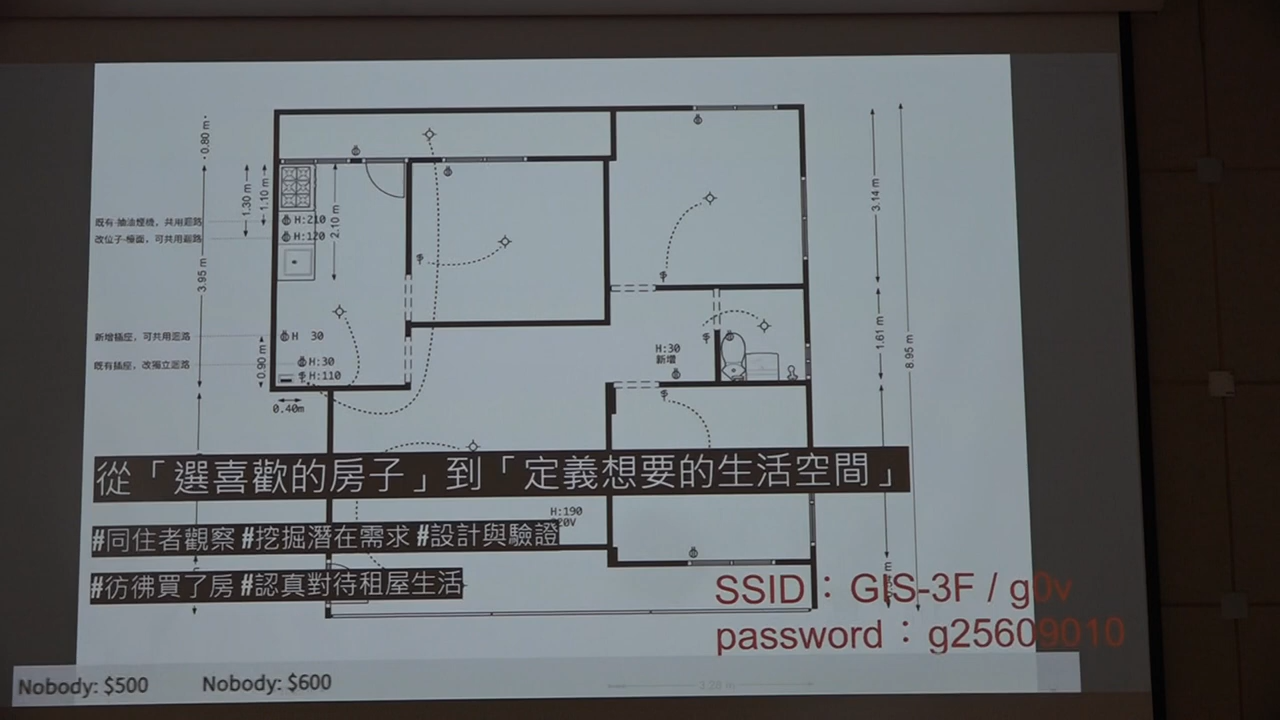 0.80 m
1.30 m
1.10 m
2.10 m
3.14 m
既有 抽油煙機，共用迴路
H:210
改位子 檯面，可共用迴路
H:120
3.95 m
1.61 m
8.95 m
新增插座，可共用迴路
H 30
H:30
新增
既有插座，改獨立迴路
H:30
H:110
0.90 m
0.40m
從「選喜歡的房子」到「定義想要的生活空間」
H:190
#同住者觀察 #挖掘潛在需求 #設計與驗證
#彷彿買了房 #認真對待租屋生活
SSID：GIS-3F / g0v
password：g25609010
Nobody: $500
Nobody: $600
3.28 m